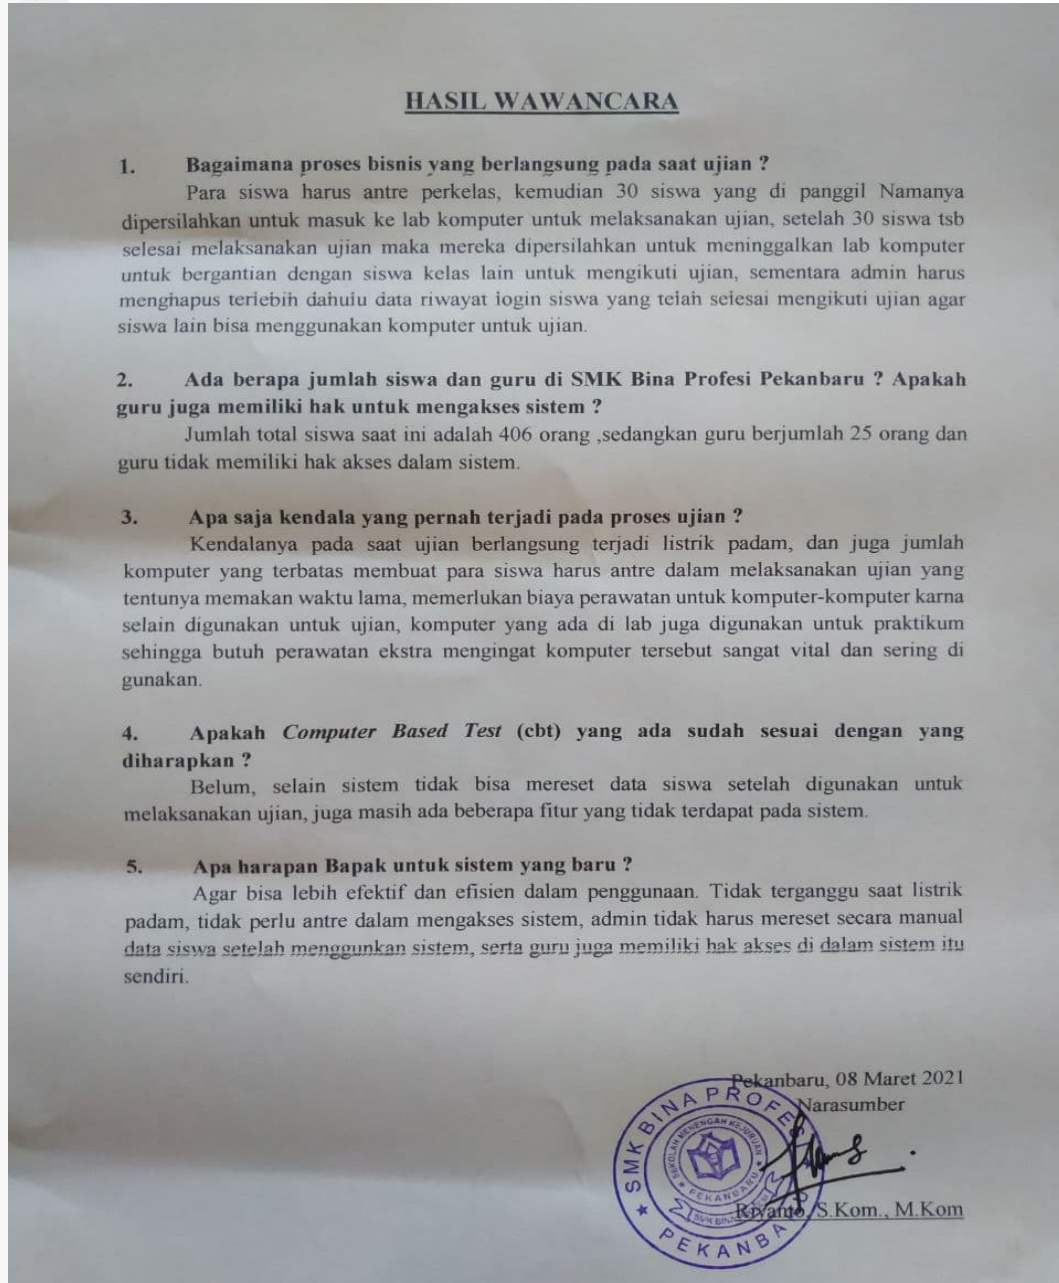 HASIL WAWANCARA
1. Bagaimana proses bisnis yang berlangsung pada saat ujian ?
Para siswa harus antre perkelas, kemudian 30 siswa yang di panggil Namanya
dipersilahkan untuk masuk ke lab komputer untuk melaksanakan ujian, setelah 30 siswa tsb
selesai melaksanakan ujian maka mereka dipersilahkan untuk meninggalkan lab komputer
untuk bergantian dengan siswa kelas lain untuk mengikuti ujian, sementara admin harus
menghapus terlebih dahulu data riwayat login siswa yang telah selesai mengikuti ujian agar
siswa lain bisa menggunakan komputer untuk ujian.
2. Ada berapa jumlah siswa dan guru di SMK Bina Profesi Pekanbaru ? Apakah
guru juga memiliki hak untuk mengakses sistem ?
Jumlah total siswa saat ini adalah 406 orang ,sedangkan guru berjumlah 25 orang dan
guru tidak memiliki hak akses dalam sistem.
3. Apa saja kendala yang pernah terjadi pada proses ujian ?
Kendalanya pada saat ujian berlangsung terjadi listrik padam, dan juga jumlah
komputer yang terbatas membuat para siswa harus antre dalam melaksanakan ujian yang
tentunya memakan waktu lama, memerlukan biaya perawatan untuk komputer-komputer karna
selain digunakan untuk ujian, komputer yang ada di lab juga digunakan untuk praktikum
sehingga butuh perawatan ekstra mengingat komputer tersebut sangat vital dan sering di
gunakan.
4. Apakah Computer Based Test (cbt) yang ada sudah sesuai dengan yang
diharapkan ?
Belum, selain sistem tidak bisa mereset data siswa setelah digunakan untuk
melaksanakan ujian, juga masih ada beberapa fitur yang tidak terdapat pada sistem.
5. Apa harapan Bapak untuk sistem yang baru ?
Agar bisa lebih efektif dan efisien dalam penggunaan. Tidak terganggu saat listrik
padam, tidak perlu antre dalam mengakses sistem, admin tidak harus mereset secara manual
data siswa setelah menggunkan sistem, serta guru juga memiliki hak akses di dalam sistem itu
sendiri.
Pekanbaru, 08 Maret 2021
Narasumber
SMK BINA PROFESI
SEKOLAH MENENGAH KEJURUAN
PEKANBARU
SMK BINA
PEKANBARU
Riyanto, S.Kom., M.Kom